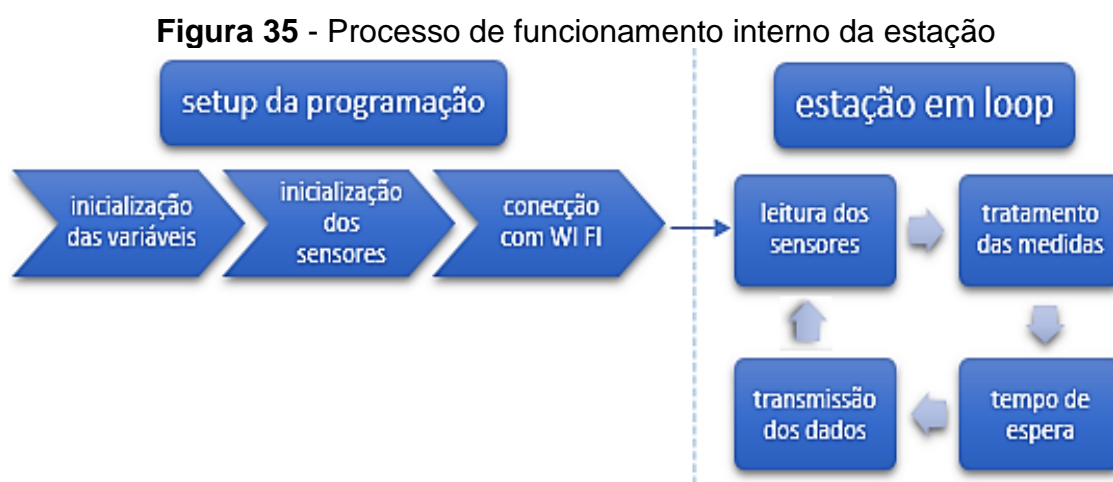 Figura 35 - Processo de funcionamento interno da estação
setup da programação
inicialização
das variáveis
inicialização
dos
sensores
conecção
com WI FI
estação em loop
leitura dos
sensores
tratamento
das medidas
transmissão
dos dados
tempo de
espera